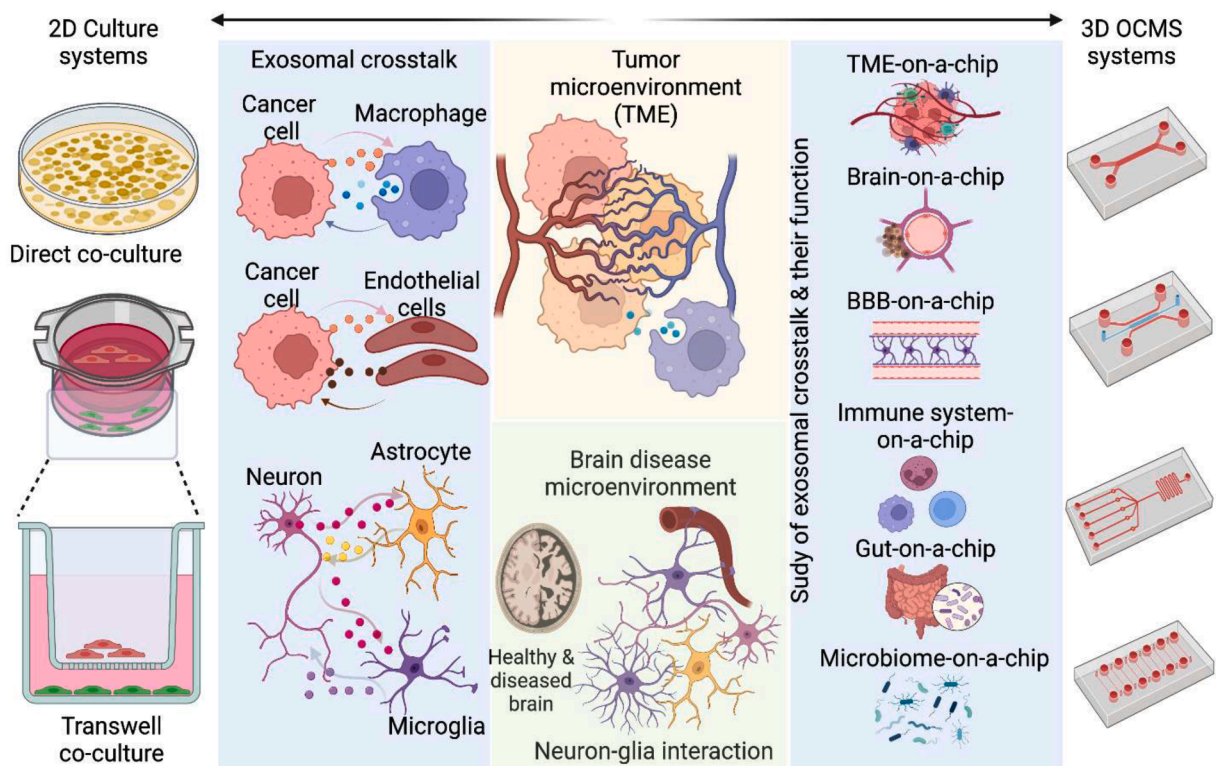 2D Culture
systems
Direct co-culture
Transwell
co-culture
Exosomal crosstalk
Cancer
cell
Macrophage
Cancer
cell
Endothelial
cells
Neuron
Astrocyte
Microglia
Tumor
microenvironment
(TME)
Brain disease
microenvironment
Healthy &
diseased
brain
Neuron-glia interaction
Sudy of exosomal crosstalk & their function
TME-on-a-chip
Brain-on-a-chip
BBB-on-a-chip
Immune system-
on-a-chip
Gut-on-a-chip
Microbiome-on-a-chip
3D OCMS
systems